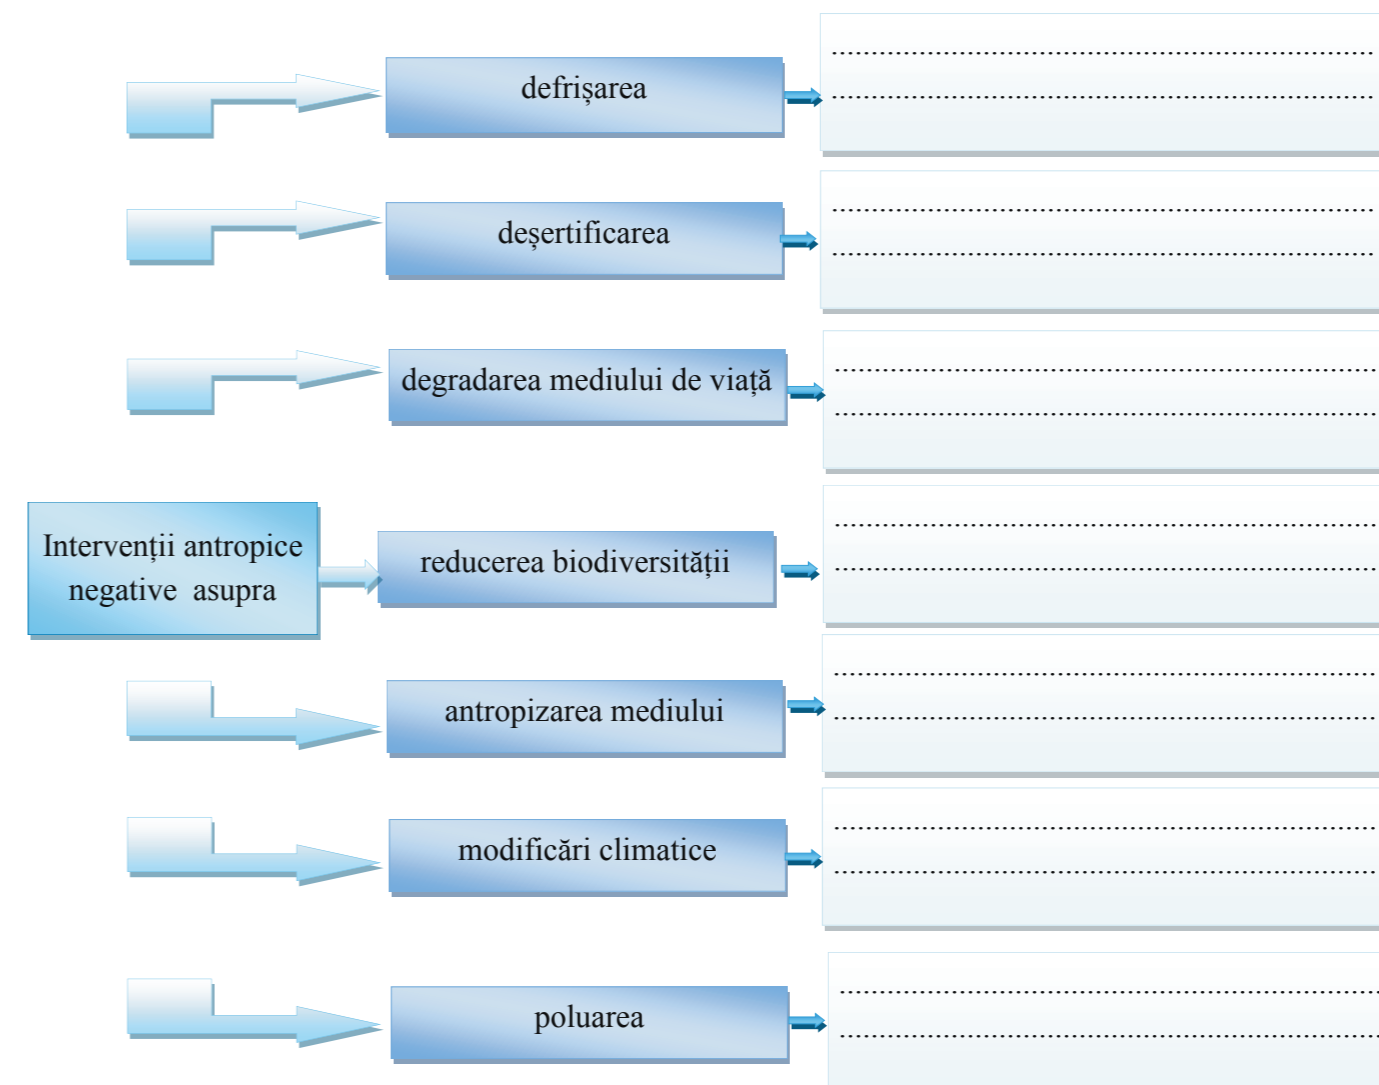 defrișarea
deșertificarea
degradarea mediului de viață
Intervenții antropice
negative asupra
reducerea biodiversității
antropizarea mediului
modificări climatice
poluarea